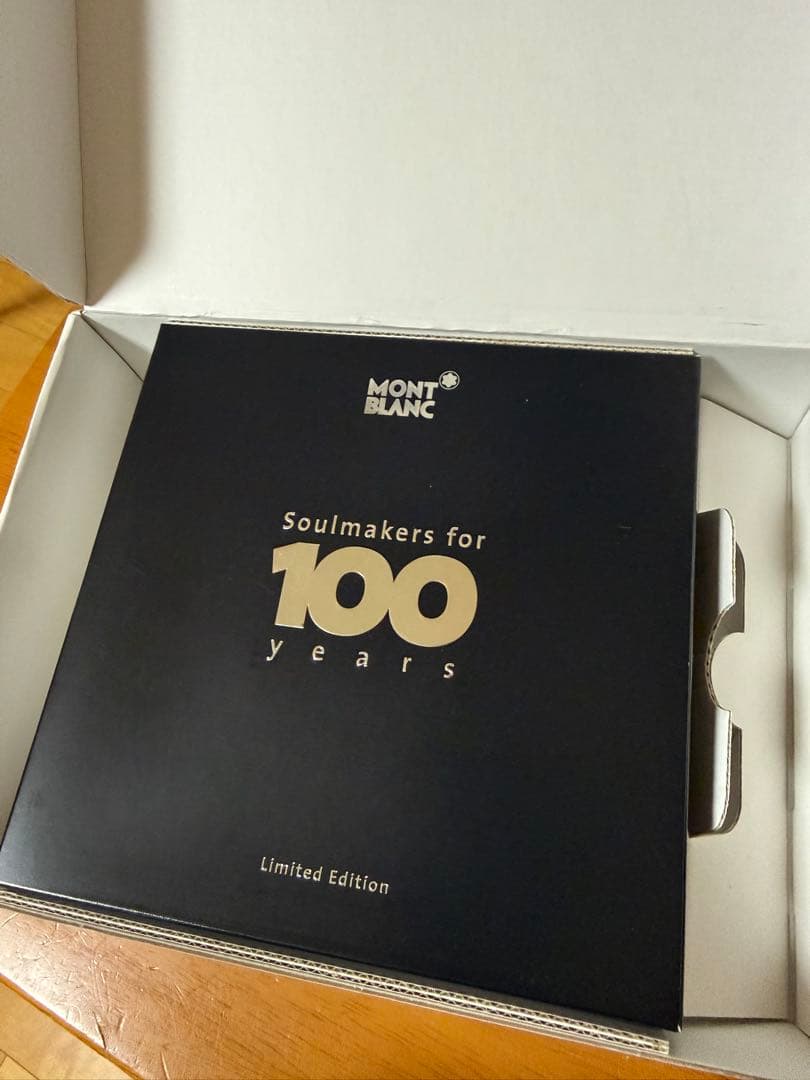 MONT
BLANC
Soulmakers for
100
years
Limited Edition